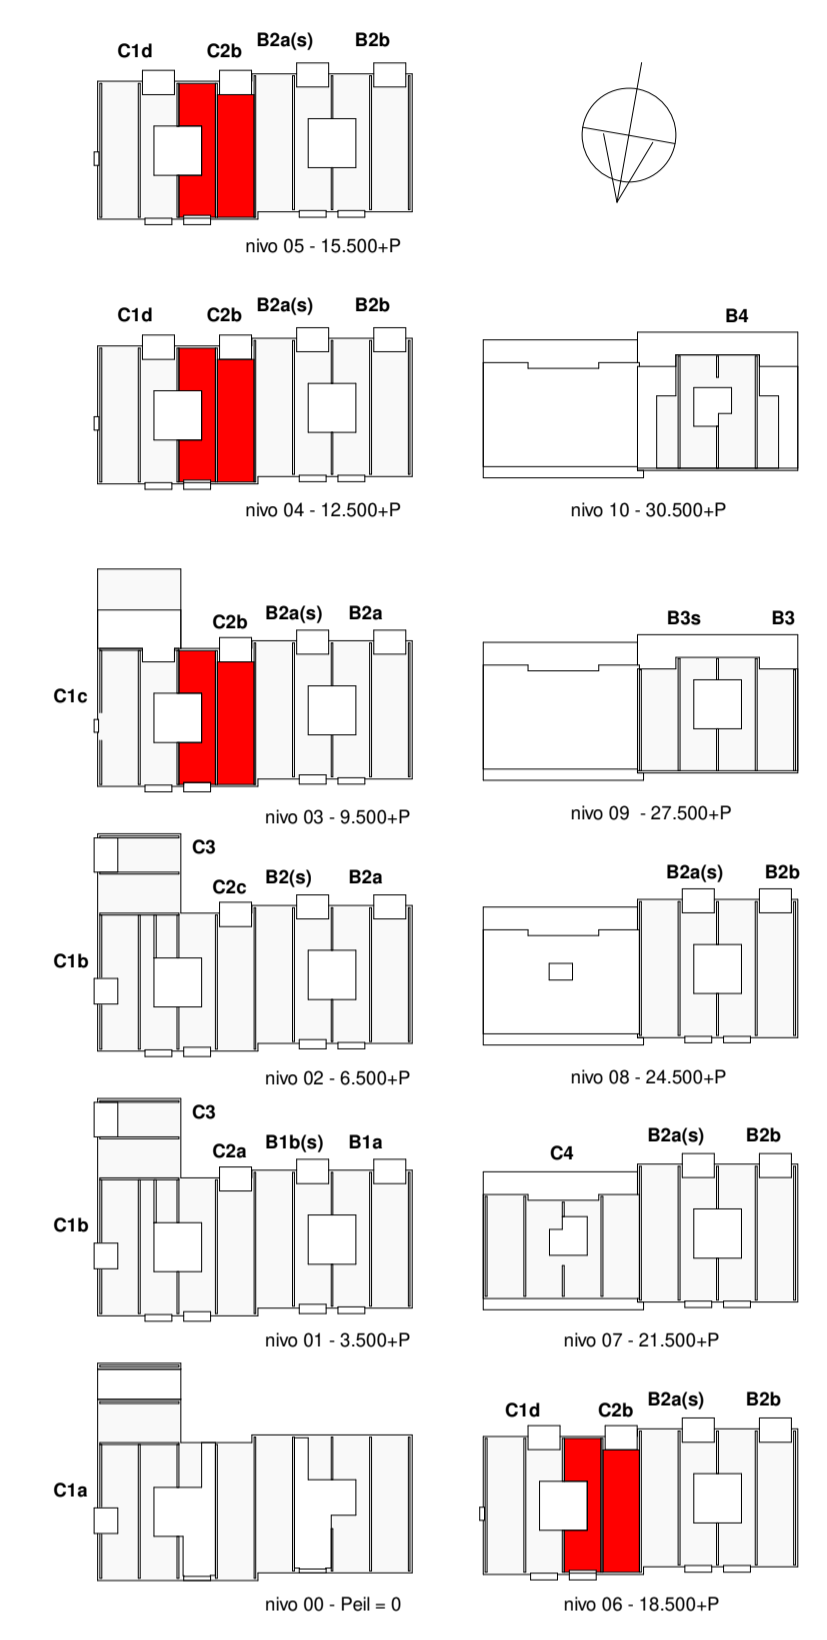 C1d C2b B2a(s) B2b
nivo 05 - 15.500+P
C1d C2b B2a(s) B2b
nivo 04 - 12.500+P
B4
nivo 10 - 30.500+P
C2b B2a(s) B2a
C1c
nivo 03 - 9.500+P
B3s B3
nivo 09 - 27.500+P
C3
C2c B2(s) B2a
C1b
nivo 02 - 6.500+P
B2a(s) B2b
nivo 08 - 24.500+P
C3
C2a B1b(s) B1a
C1b
nivo 01 - 3.500+P
C4 B2a(s) B2b
nivo 07 - 21.500+P
C1a
nivo 00 - Peil = 0
C1d C2b B2a(s) B2b
nivo 06 - 18.500+P